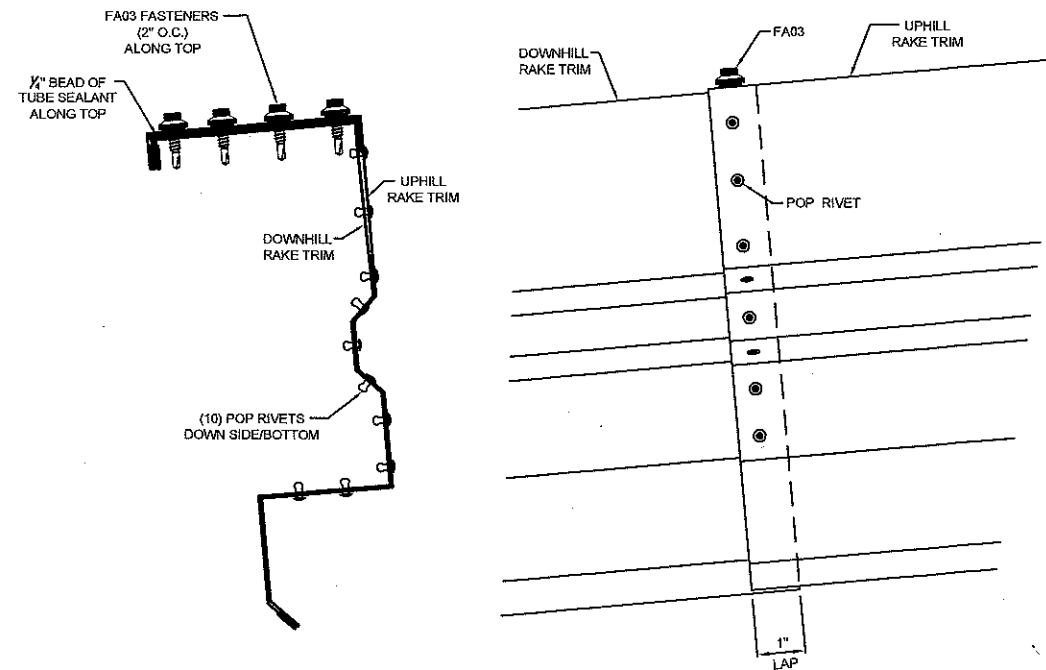 FA03 FASTENERS
(2" O.C.)
ALONG TOP
¼" BEAD OF
TUBE SEALANT
ALONG TOP
UPHILL
RAKE TRIM
DOWNHILL
RAKE TRIM
(10) POP RIVETS
DOWN SIDE/BOTTOM
FA03
UPHILL
RAKE TRIM
DOWNHILL
RAKE TRIM
POP RIVET
1"
LAP